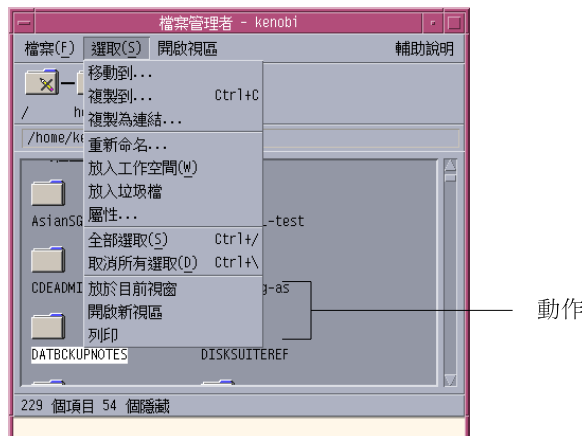 檔案管理者 - kenobi
檔案(F) 選取(S) 開啟視區 輔助說明
移動到...
複製到... Ctrl+C
複製為連結...
/
/home/ke
重新命名...
放入工作空間(W)
放入垃圾檔
屬性...
AsianSG -test
全部選取(S) Ctrl+/
取消所有選取(D) Ctrl+\
CDEADMI g-as
放於目前視窗
開啟新視區
列印
動作
DATBCKUPNOTES DISKSUITEREF
229 個項目 54 個隱藏